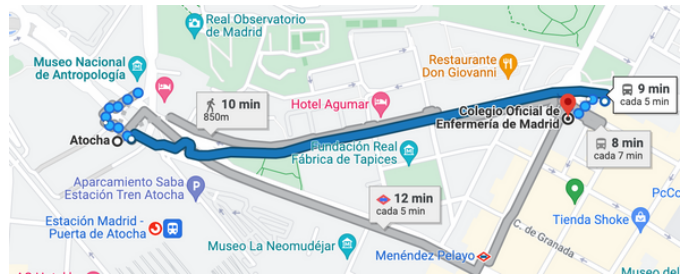 Real Observatorio
de Madrid
Museo Nacional
de Antropología
Restaurante
Don Giovanni
9 min
cada 5 min
10 min
850m
Hotel Agumar
Colegio Oficial de
Enfermería de Madrid
Atocha
Fundación Real
Fábrica de Tapices
8 min
cada 7 min
Aparcamiento Saba
Estación Tren Atocha
PcCo
12 min
cada 5 min
Tienda Shoke
Estación Madrid -
Puerta de Atocha
C. de Granada
Museo La Neomudéjar
Menéndez Pelayo
Museo del